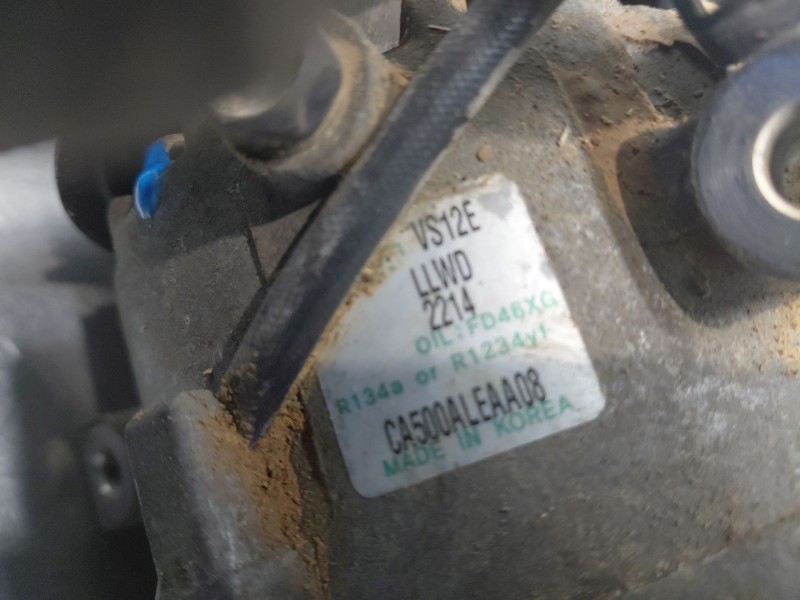 VS12E
LLWD
2214
OIL:FD46XG
R134a or R1234yf
CA500ALEAA08
MADE IN KOREA